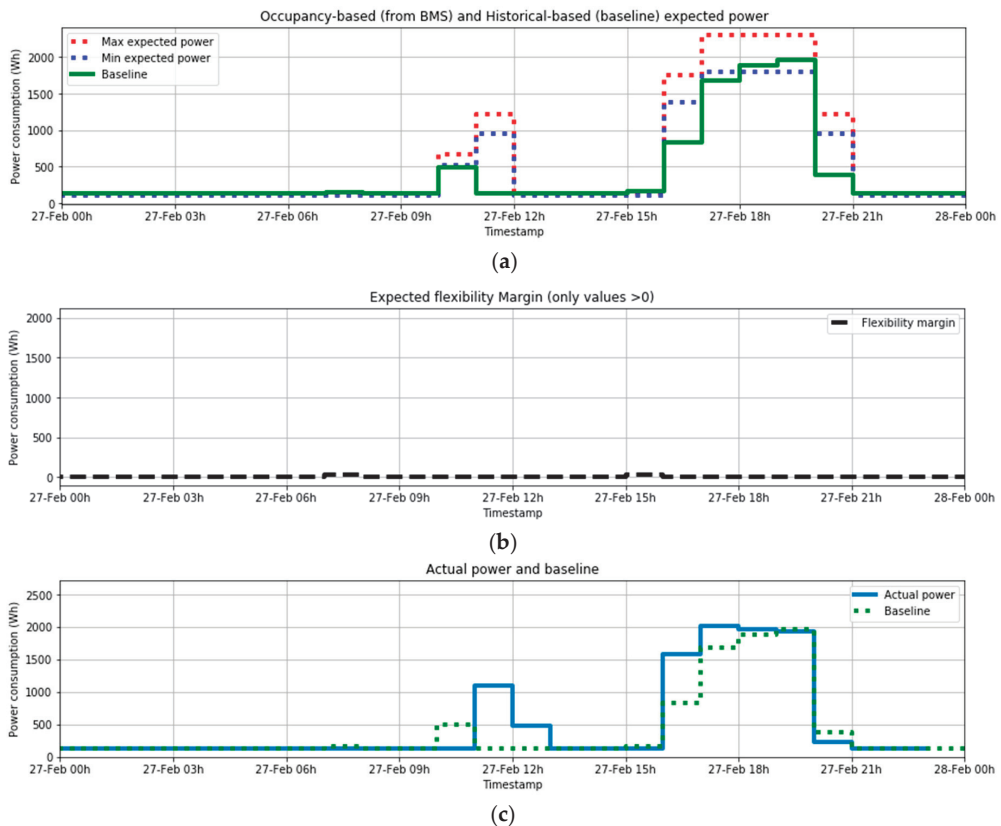 Occupancy-based (from BMS) and Historical-based (baseline) expected power
Max expected power
Min expected power
Baseline
Power consumption (Wh)
2000
1500
1000
500
0
27-Feb 00h 27-Feb 03h 27-Feb 06h 27-Feb 09h 27-Feb 12h 27-Feb 15h 27-Feb 18h 27-Feb 21h 28-Feb 00h
Timestamp
(a)
Expected flexibility Margin (only values >0)
Flexibility margin
Power consumption (Wh)
2000
1500
1000
500
0
27-Feb 00h 27-Feb 03h 27-Feb 06h 27-Feb 09h 27-Feb 12h 27-Feb 15h 27-Feb 18h 27-Feb 21h 28-Feb 00h
Timestamp
(b)
Actual power and baseline
Actual power
Baseline
Power consumption (Wh)
2500
2000
1500
1000
500
0
27-Feb 00h 27-Feb 03h 27-Feb 06h 27-Feb 09h 27-Feb 12h 27-Feb 15h 27-Feb 18h 27-Feb 21h 28-Feb 00h
Timestamp
(c)